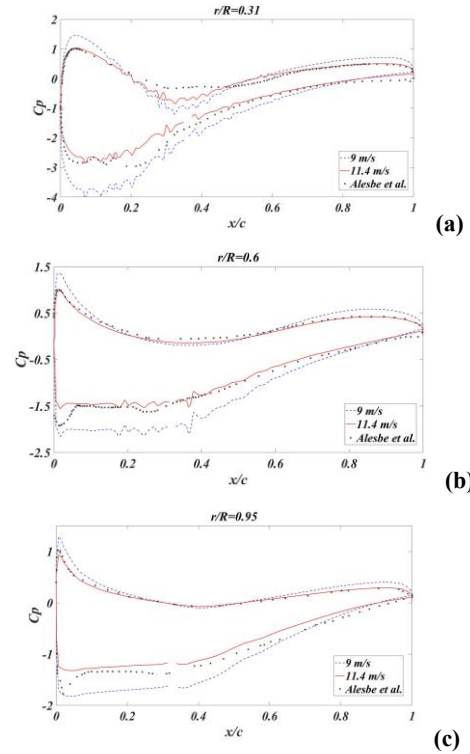 r/R=0.31
2
1
0
-1
-2
-3
-4
Cp
0 0.2 0.4 0.6 0.8 1
x/c
9 m/s
11.4 m/s
Alesbe et al.
(a)
r/R=0.6
1.5
0.5
-0.5
-1.5
-2.5
Cp
0 0.2 0.4 0.6 0.8 1
x/c
9 m/s
11.4 m/s
Alesbe et al.
(b)
r/R=0.95
1
0
-1
-2
Cp
0 0.2 0.4 0.6 0.8 1
x/c
9 m/s
11.4 m/s
Alesbe et al.
(c)